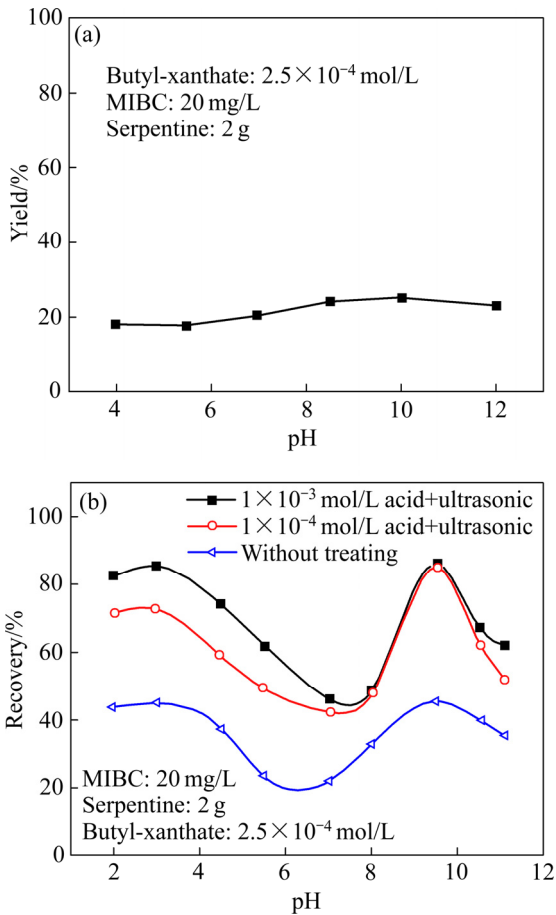 (a)
Butyl-xanthate: 2.5×10⁻⁴ mol/L
MIBC: 20 mg/L
Serpentine: 2 g
Yield/%
100
80
60
40
20
0
4
6
8
10
12
pH
(b)
1×10⁻³ mol/L acid+ultrasonic
1×10⁻⁴ mol/L acid+ultrasonic
Without treating
Recovery/%
100
80
60
40
20
0
MIBC: 20 mg/L
Serpentine: 2 g
Butyl-xanthate: 2.5×10⁻⁴ mol/L
2
4
6
8
10
12
pH